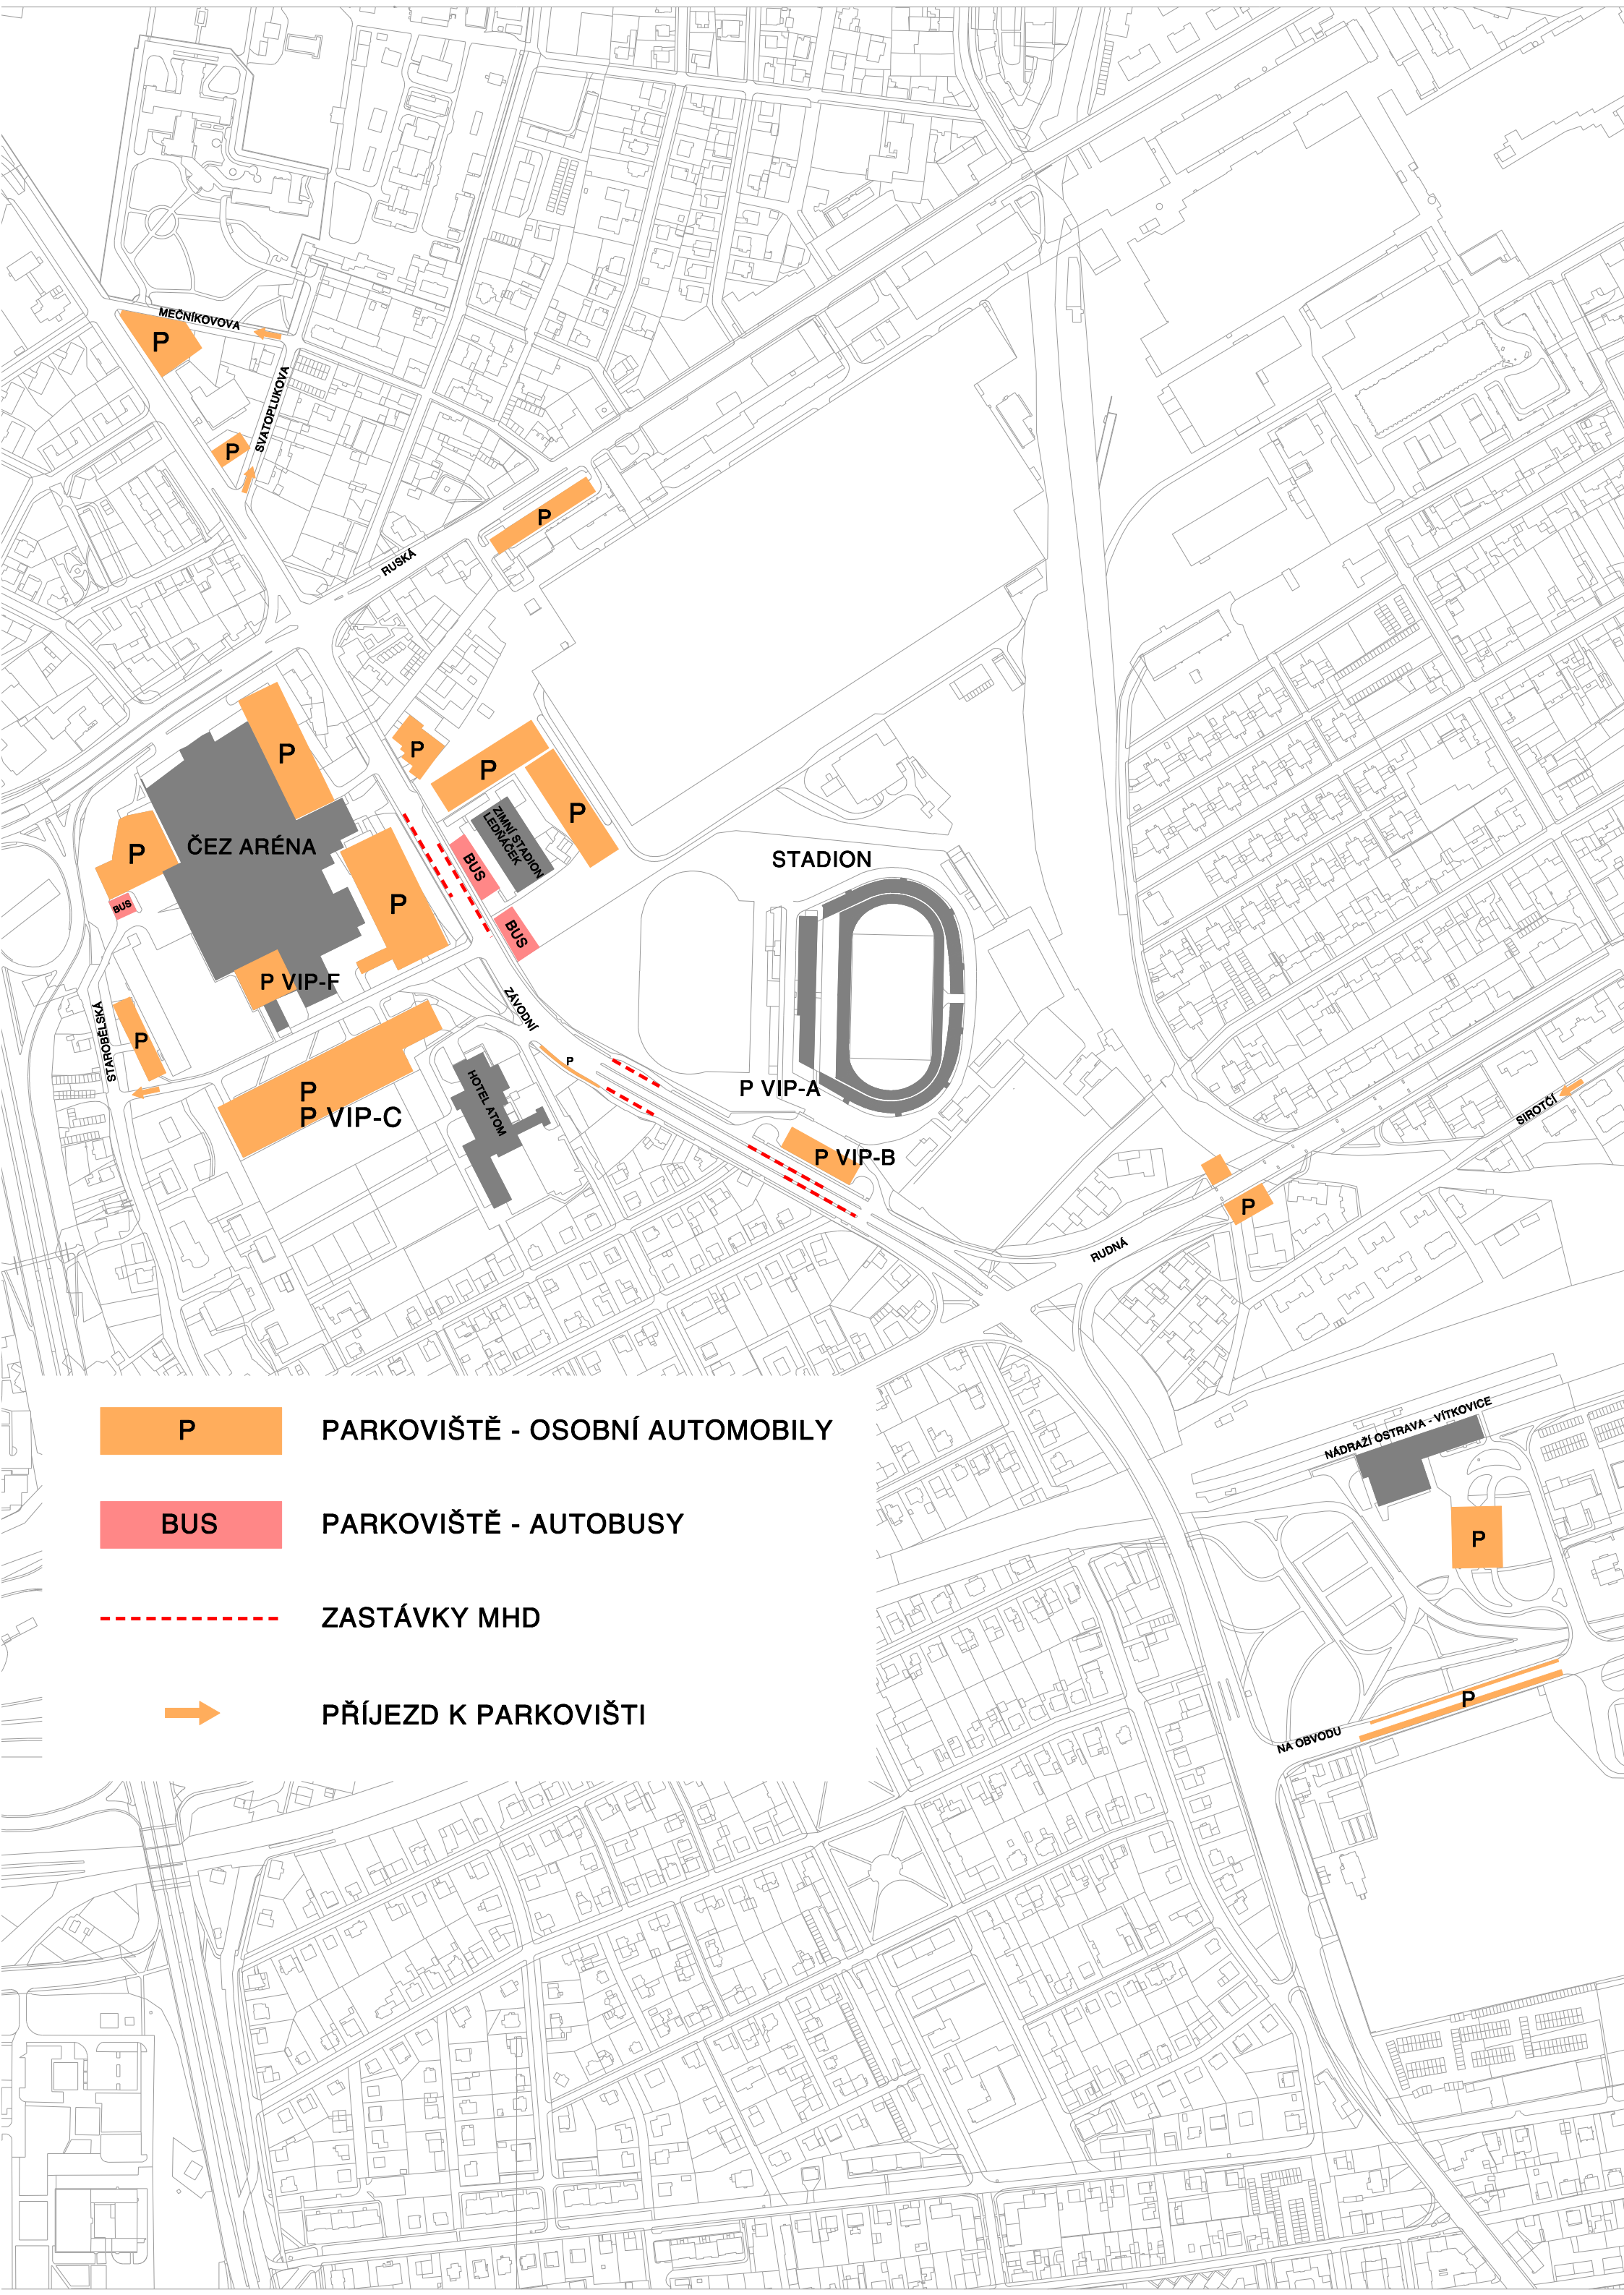 MEČNÍKOVOVA
P
SVATOPLUKOVA
P
P
RUSKÁ
P
P
P
P
ČEZ ARÉNA
ZIMNÍ STADION
LEDŇÁČEK
P
BUS
STADION
P
BUS
BUS
P VIP-F
ZÁVODNÍ
STAROBĚLSKÁ
P
P
P
P VIP-C
HOTEL ATOM
P VIP-A
P VIP-B
SIROTČÍ
P
RUDNÁ
NÁDRAŽÍ OSTRAVA - VÍTKOVICE
P
P
NA OBVODU
P PARKOVIŠTĚ - OSOBNÍ AUTOMOBILY
BUS PARKOVIŠTĚ - AUTOBUSY
ZASTÁVKY MHD
PŘÍJEZD K PARKOVIŠTI